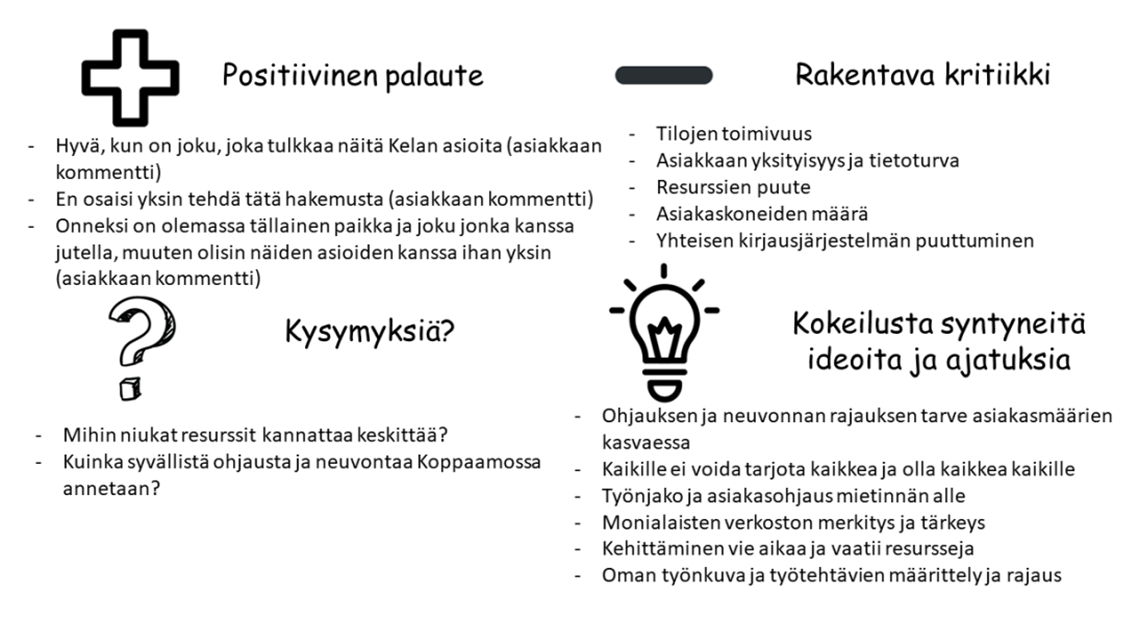 Positiivinen palaute
- Hyvä, kun on joku, joka tulkkaa näitä Kelan asioita (asiakkaan
kommentti)
- En osaisi yksin tehdä tätä hakemusta (asiakkaan kommentti)
- Onneksi on olemassa tällainen paikka ja joku jonka kanssa
jutella, muuten olisin näiden asioiden kanssa ihan yksin
(asiakkaan kommentti)
Rakentava kritiikki
- Tilojen toimivuus
- Asiakkaan yksityisyys ja tietoturva
- Resurssien puute
- Asiakaskoneiden määrä
- Yhteisen kirjausjärjestelmän puuttuminen
Kysymyksiä?
- Mihin niukat resurssit kannattaa keskittää?
- Kuinka syvällistä ohjausta ja neuvontaa Koppaamossa
annetaan?
Kokeilusta syntyneitä
ideoita ja ajatuksia
- Ohjauksen ja neuvonnan rajauksen tarve asiakasmäärien
kasvaessa
- Kaikille ei voida tarjota kaikkea ja olla kaikkea kaikille
- Työnjako ja asiakasohjaus mietinnän alle
- Monialaisten verkoston merkitys ja tärkeys
- Kehittäminen vie aikaa ja vaatii resursseja
- Oman työnkuva ja työtehtävien määrittely ja rajaus